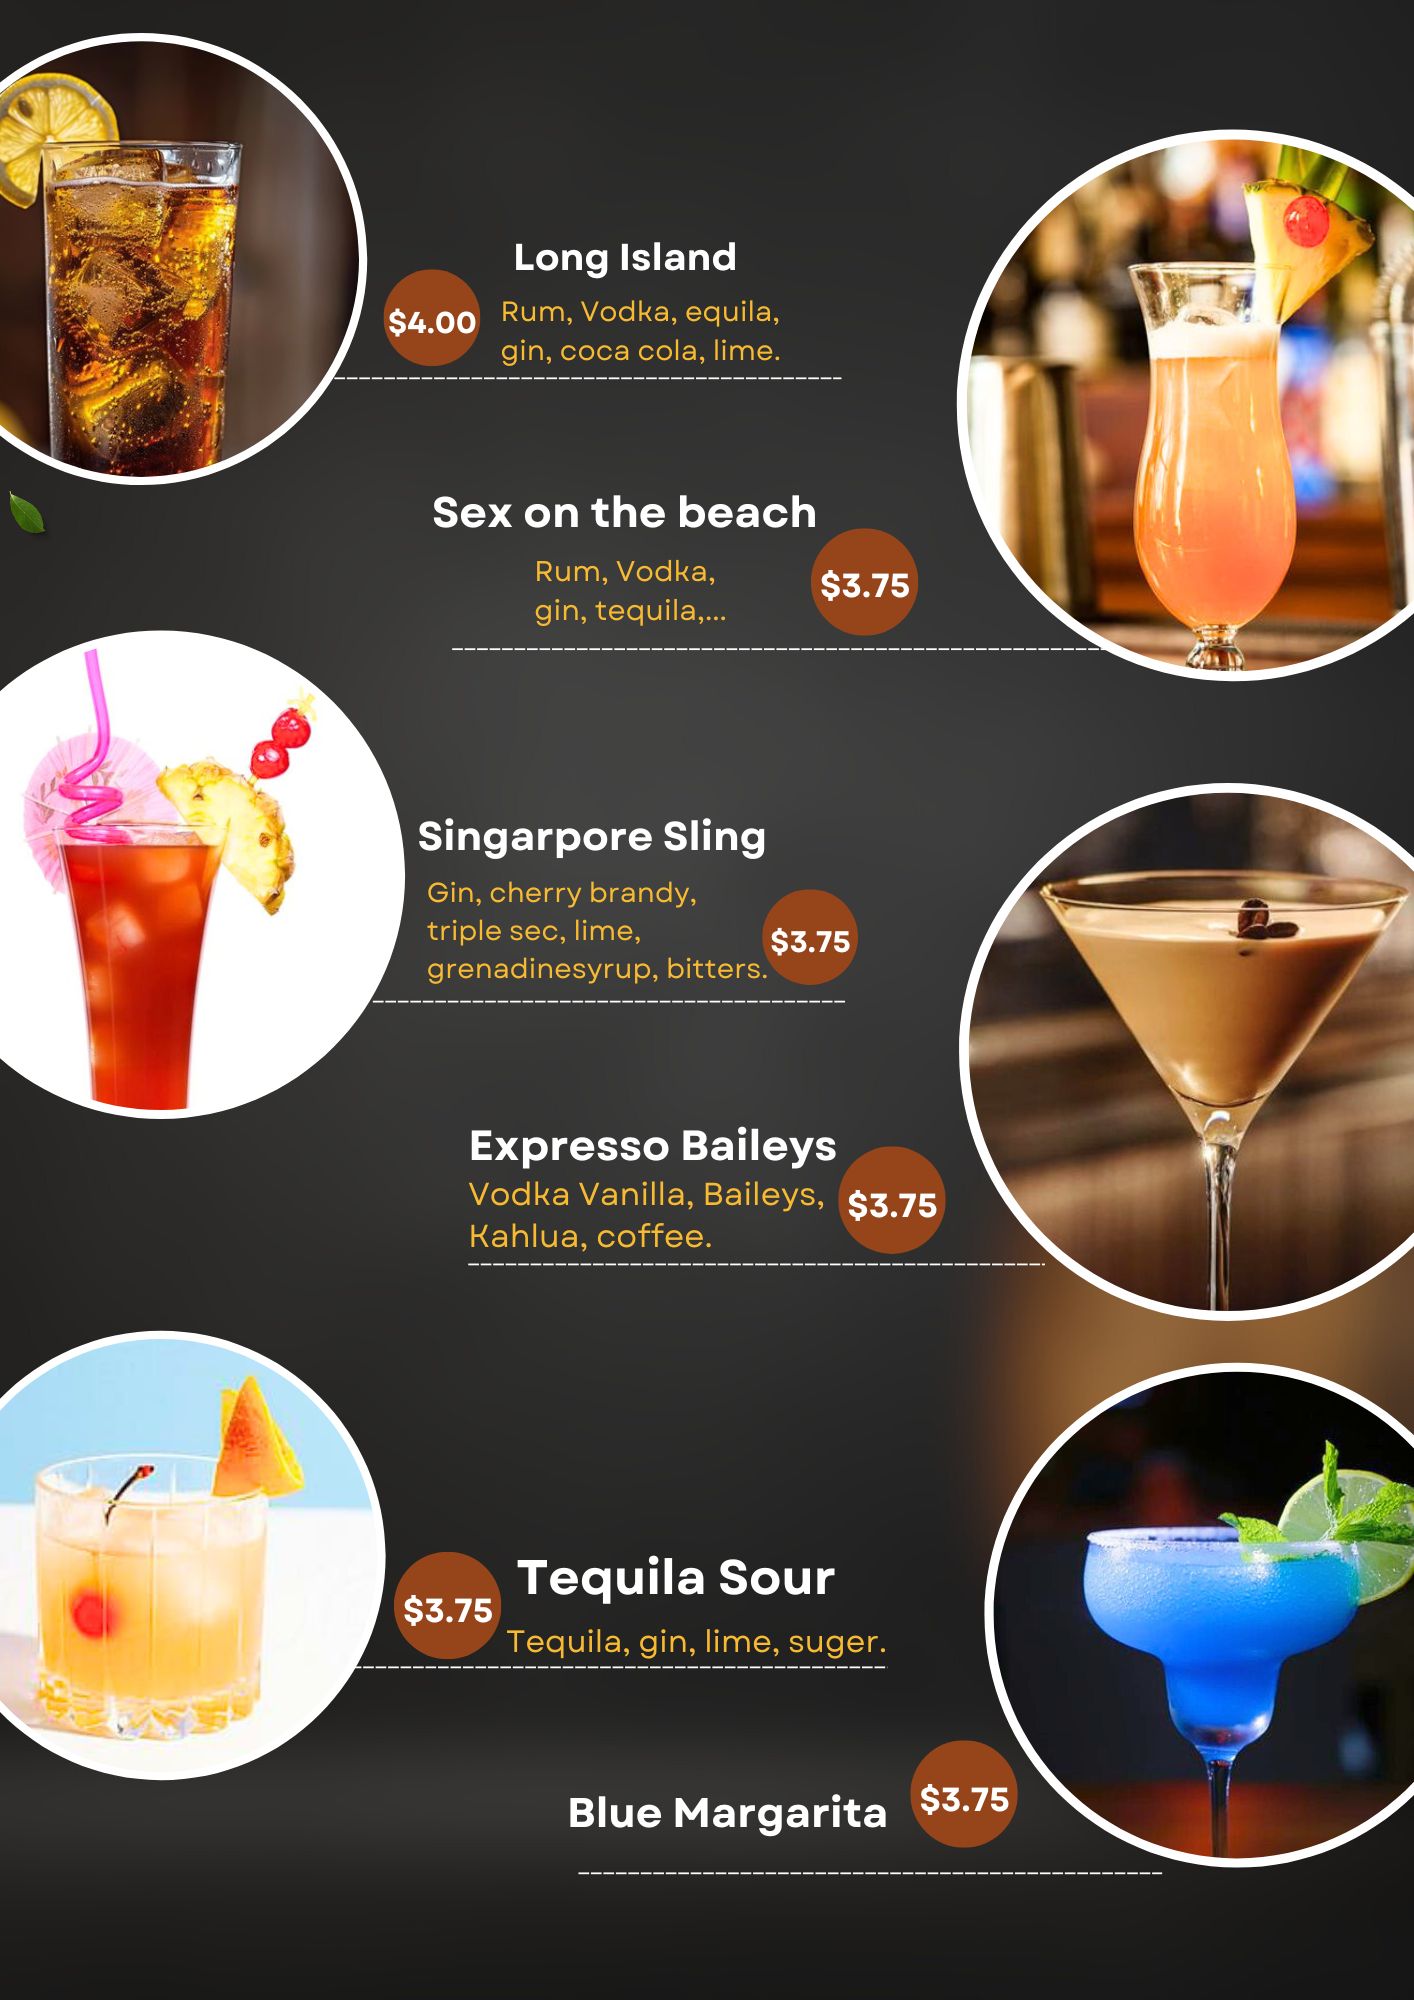 Long Island
$4.00
Rum, Vodka, equila,
gin, coca cola, lime.
Sex on the beach
Rum, Vodka,
gin, tequila,...
$3.75
Singarpore Sling
Gin, cherry brandy,
triple sec, lime,
grenadinesyrup, bitters.
$3.75
Expresso Baileys
Vodka Vanilla, Baileys,
Kahlua, coffee.
$3.75
Tequila Sour
$3.75
Tequila, gin, lime, suger.
Blue Margarita
$3.75